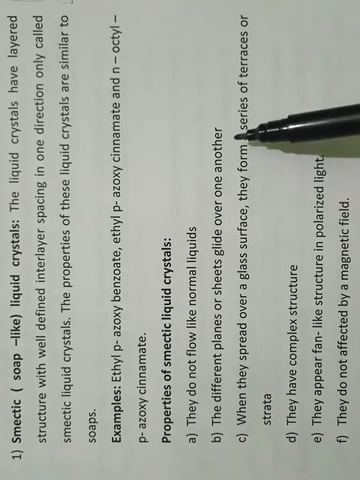 1) Smectic ( soap –like) liquid crystals: The liquid crystals have layered
structure with well defined interlayer spacing in one direction only called
smectic liquid crystals. The properties of these liquid crystals are similar to
soaps.
Examples: Ethyl p- azoxy benzoate, ethyl p- azoxy cinnamate and n – octyl –
p- azoxy cinnamate.
Properties of smectic liquid crystals:
a) They do not flow like normal liquids
b) The different planes or sheets glide over one another
c) When they spread over a glass surface, they form series of terraces or
strata
d) They have complex structure
e) They appear fan- like structure in polarized light.
f) They do not affected by a magnetic field.